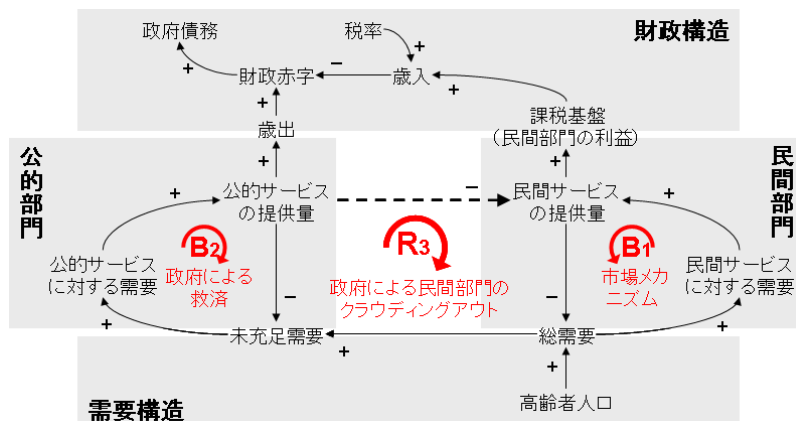 財政構造
政府債務
税率
＋
＋
－
財政赤字
歳入
＋
＋
課税基盤
(民間部門の利益)
歳出
公的部門
民間部門
＋
＋
＋
－
＋
公的サービス
の提供量
民間サービス
の提供量
B2
R3
B1
公的サービス
に対する需要
政府による
救済
政府による民間部門の
クラウディングアウト
市場メカ
ニズム
民間サービス
に対する需要
－
－
＋
未充足需要
総需要
＋
＋
＋
高齢者人口
需要構造